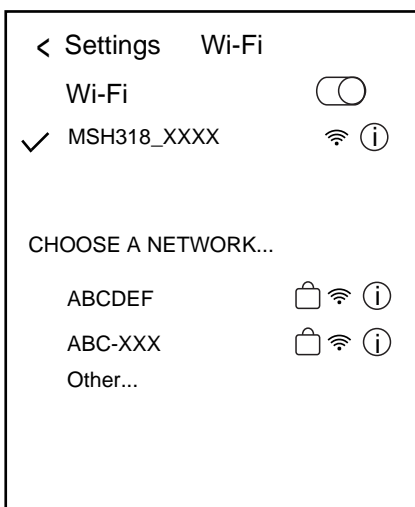 < Settings Wi-Fi
Wi-Fi
MSH318_XXXX
CHOOSE A NETWORK...
ABCDEF
ABC-XXX
Other...